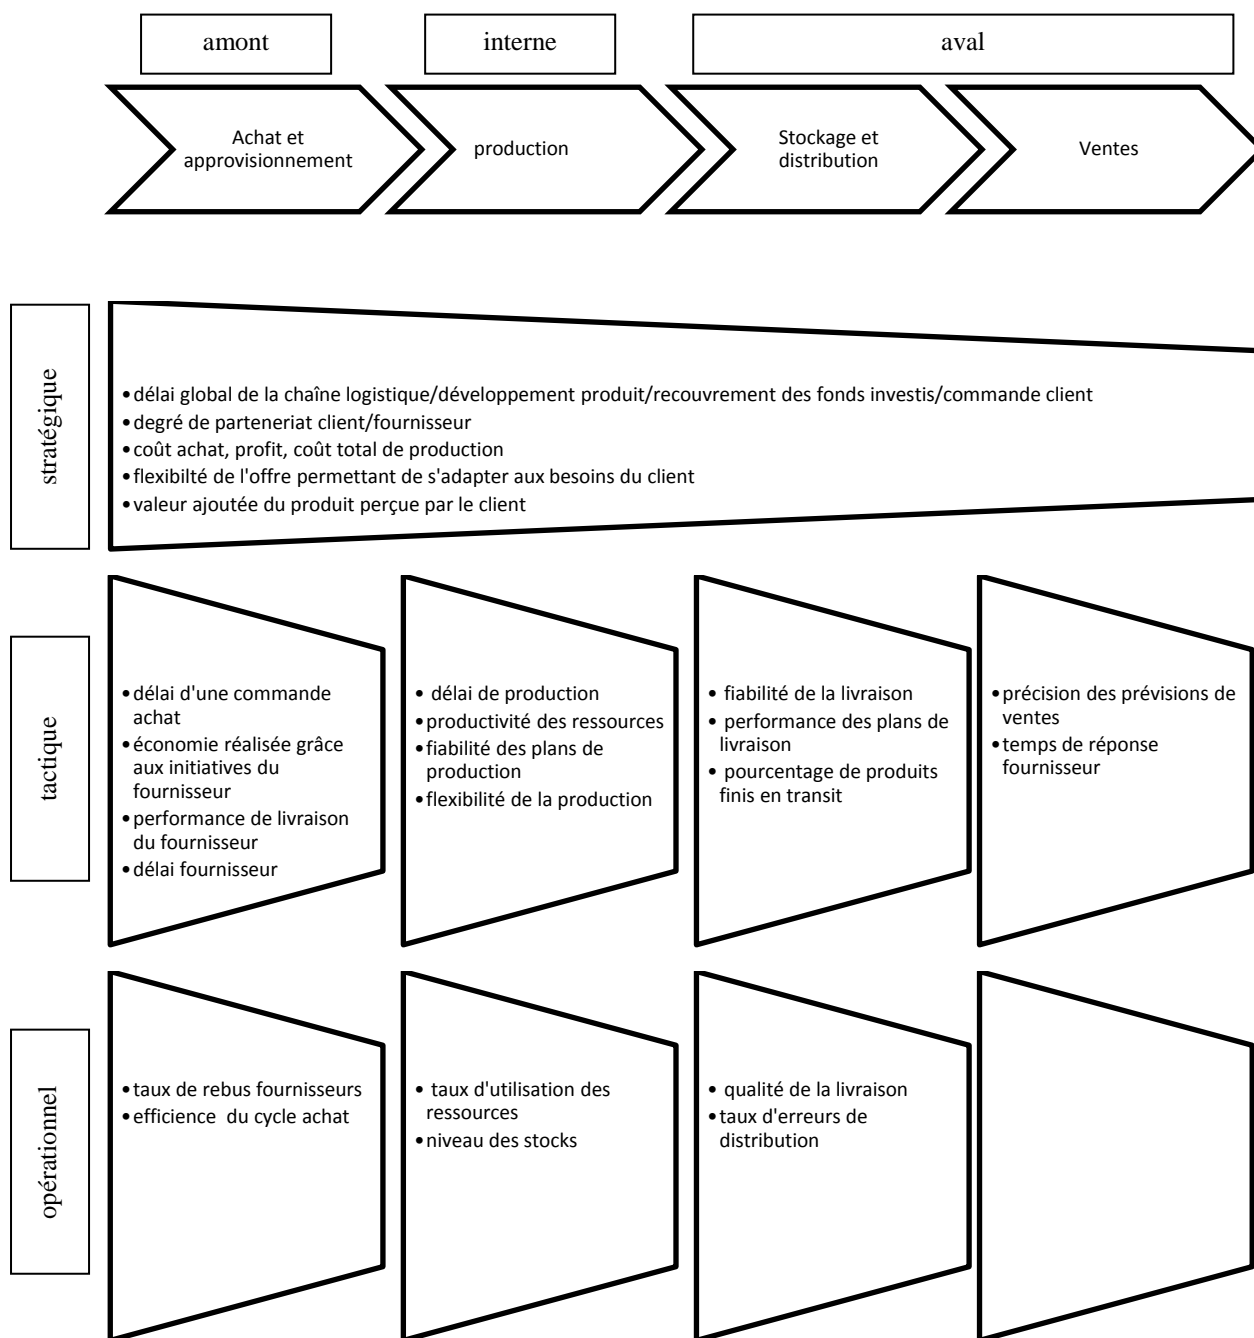 amont
interne
aval
Achat et
approvisionnement
production
Stockage et
distribution
Ventes
stratégique
•délai global de la chaîne logistique/développement produit/recouvrement des fonds investis/commande client
•degré de parteneriat client/fournisseur
•coût achat, profit, coût total de production
•flexibilté de l'offre permettant de s'adapter aux besoins du client
•valeur ajoutée du produit perçue par le client
tactique
•délai d'une commande
achat
•économie réalisée grâce
aux initiatives du
fournisseur
•performance de livraison
du fournisseur
•délai fournisseur
• délai de production
•productivité des ressources
•fiabilité des plans de
production
•flexibilité de la production
• fiabilité de la livraison
• performance des plans de
livraison
• pourcentage de produits
finis en transit
•précision des prévisions de
ventes
•temps de réponse
fournisseur
opérationnel
•taux de rebus fournisseurs
•efficience du cycle achat
• taux d'utilisation des
ressources
•niveau des stocks
• qualité de la livraison
•taux d'erreurs de
distribution